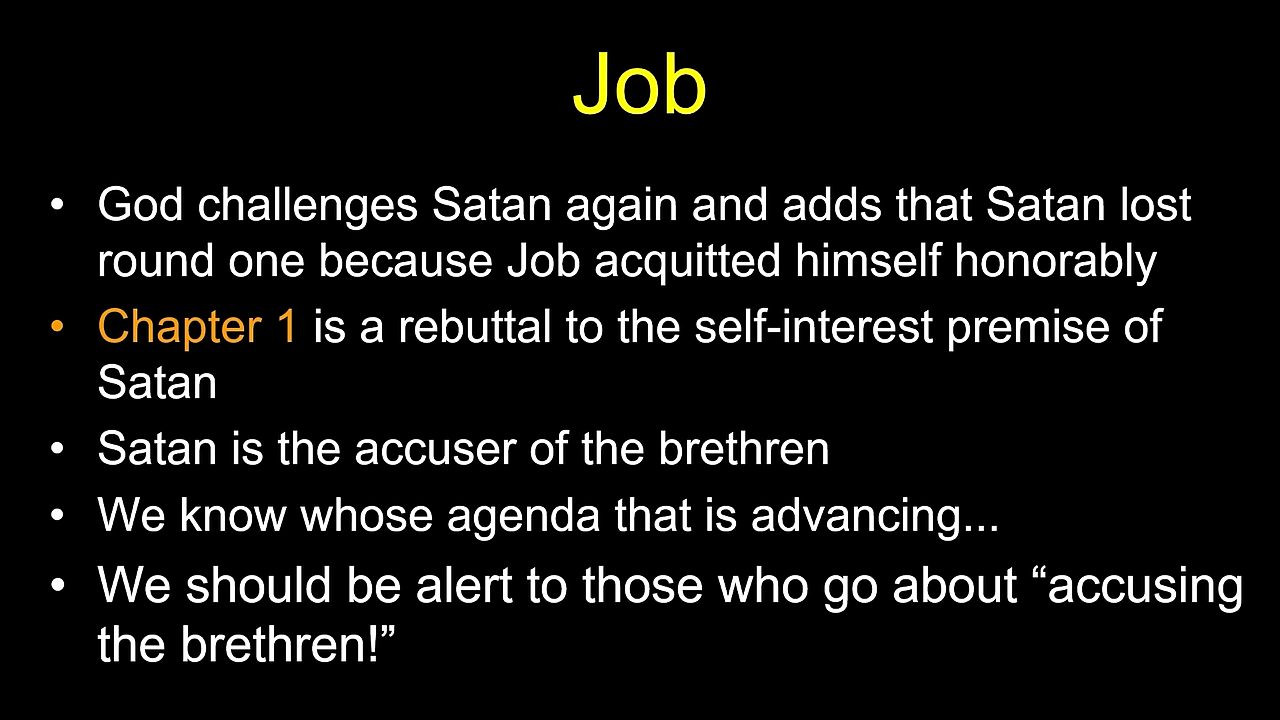 Job
• God challenges Satan again and adds that Satan lost
round one because Job acquitted himself honorably
• Chapter 1 is a rebuttal to the self-interest premise of
Satan
• Satan is the accuser of the brethren
• We know whose agenda that is advancing...
• We should be alert to those who go about “accusing
the brethren!”